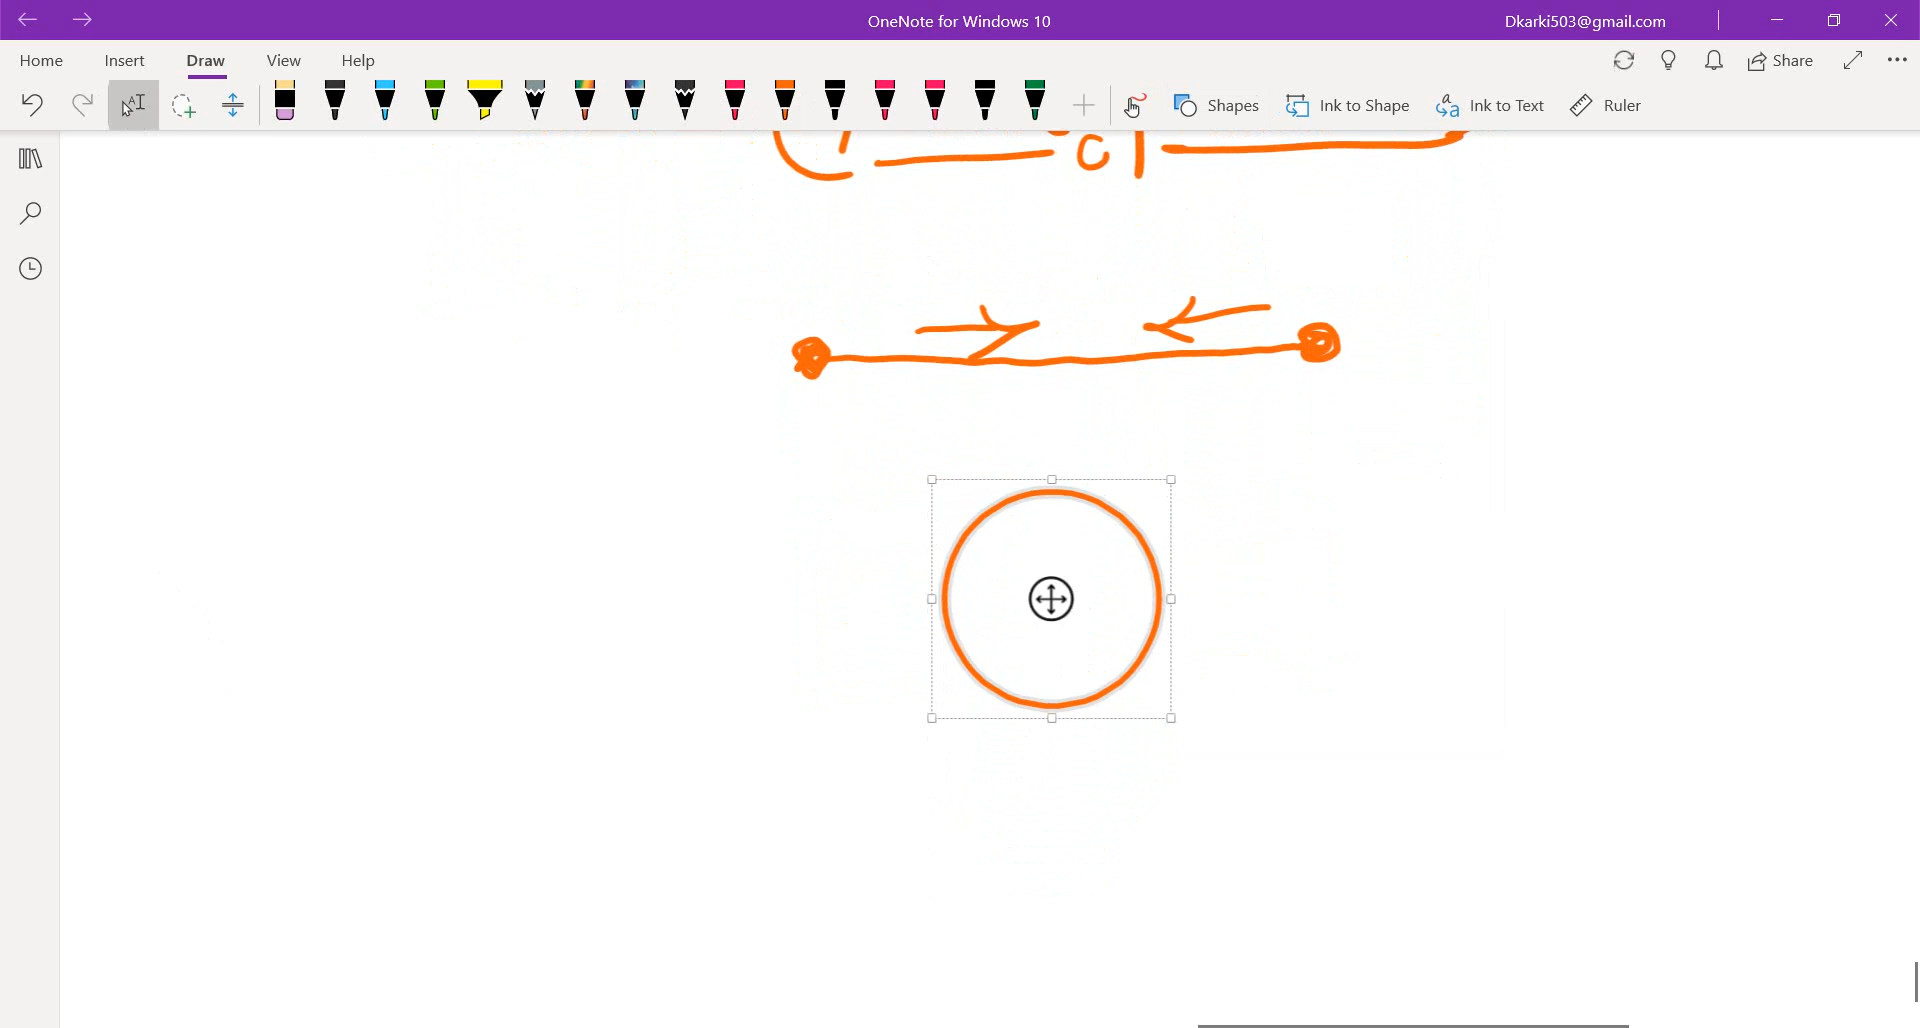 OneNote for Windows 10
Dkarki503@gmail.com
Home Insert Draw View Help
Share
Shapes Ink to Shape Ink to Text Ruler
c